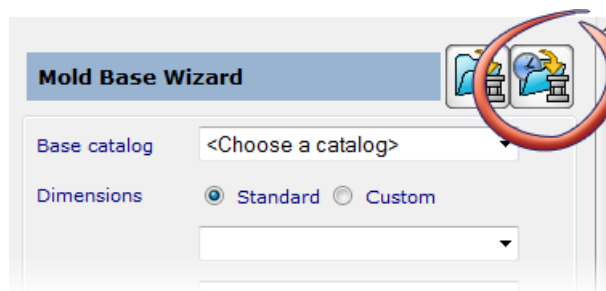 Mold Base Wizard
Base catalog <Choose a catalog>
Dimensions Standard Custom